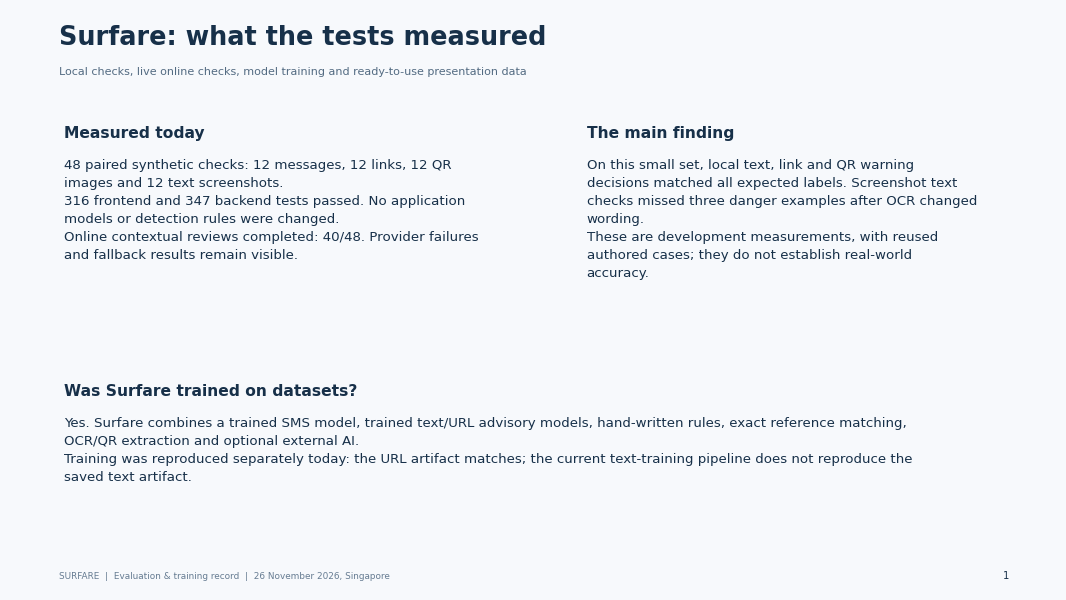 Surfare: what the tests measured
Local checks, live online checks, model training and ready-to-use presentation data
Measured today
48 paired synthetic checks: 12 messages, 12 links, 12 QR
images and 12 text screenshots.
316 frontend and 347 backend tests passed. No application
models or detection rules were changed.
Online contextual reviews completed: 40/48. Provider failures
and fallback results remain visible.
The main finding
On this small set, local text, link and QR warning
decisions matched all expected labels. Screenshot text
checks missed three danger examples after OCR changed
wording.
These are development measurements, with reused
authored cases; they do not establish real-world
accuracy.
Was Surfare trained on datasets?
Yes. Surfare combines a trained SMS model, trained text/URL advisory models, hand-written rules, exact reference matching,
OCR/QR extraction and optional external AI.
Training was reproduced separately today: the URL artifact matches; the current text-training pipeline does not reproduce the
saved text artifact.
SURFARE | Evaluation & training record | 26 November 2026, Singapore
1